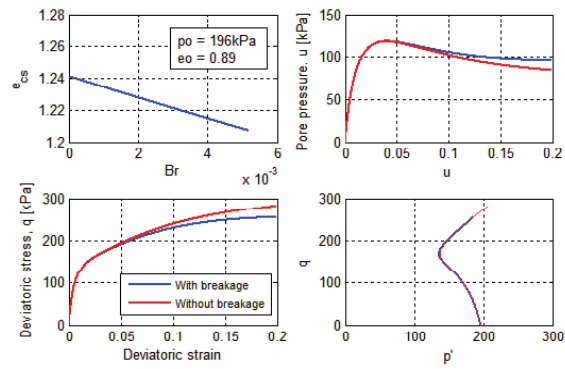 1.28
1.26
1.24
1.22
1.2
e_cs
po = 196kPa
eo = 0.89
0 2 4 6
Br
x 10^-3
150
100
50
0
Pore pressure, u [kPa]
0 0.05 0.1 0.15 0.2
u
300
200
100
0
Deviatoric stress, q [kPa]
With breakage
Without breakage
0 0.05 0.1 0.15 0.2
Deviatoric strain
300
200
100
0
q
0 100 200 300
p'